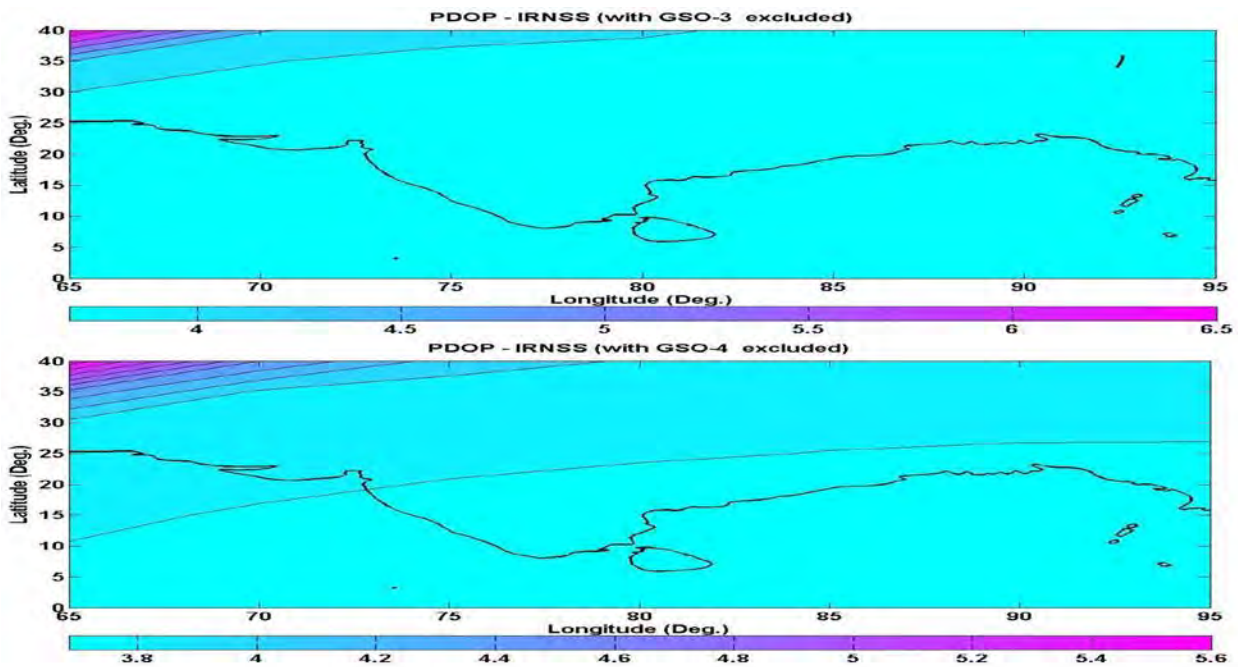 PDOP - IRNSS (with GSO-3 excluded)
Latitude (Deg.)
40
35
30
25
20
15
10
5
0
65 70 75 80 85 90 95
Longitude (Deg.)
4 4.5 5 5.5 6 6.5
PDOP - IRNSS (with GSO-4 excluded)
Latitude (Deg.)
40
35
30
25
20
15
10
5
0
65 70 75 80 85 90 95
Longitude (Deg.)
3.8 4 4.2 4.4 4.6 4.8 5 5.2 5.4 5.6